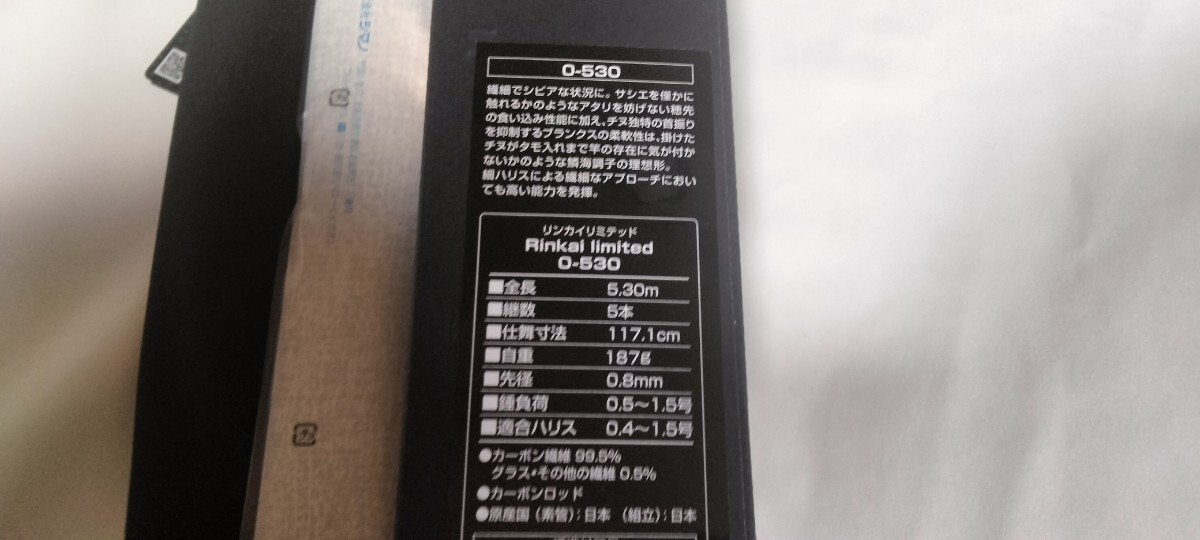 0-530
繊細でシビアな状況に。サシエを僅かに
触れるかのようなアタリを妨げない穂先
の食い込み性能に加え、チヌ独特の首振り
を抑制するブランクスの柔軟性は、掛けた
チヌがタモ入れまで竿の存在に気が付か
ないかのような鱗海調子の理想形。
細ハリスによる繊細なアプローチにおい
ても高い能力を発揮。
リンカイリミテッド
Rinkai limited
0-530
■全長 5.30m
■継数 5本
■仕舞寸法 117.1cm
■自重 187g
■先径 0.8mm
■錘負荷 0.5〜1.5号
■適合ハリス 0.4〜1.5号
●カーボン繊維 99.5%
グラス・その他の繊維 0.5%
●カーボンロッド
●原産国（素管）：日本 （組立）：日本